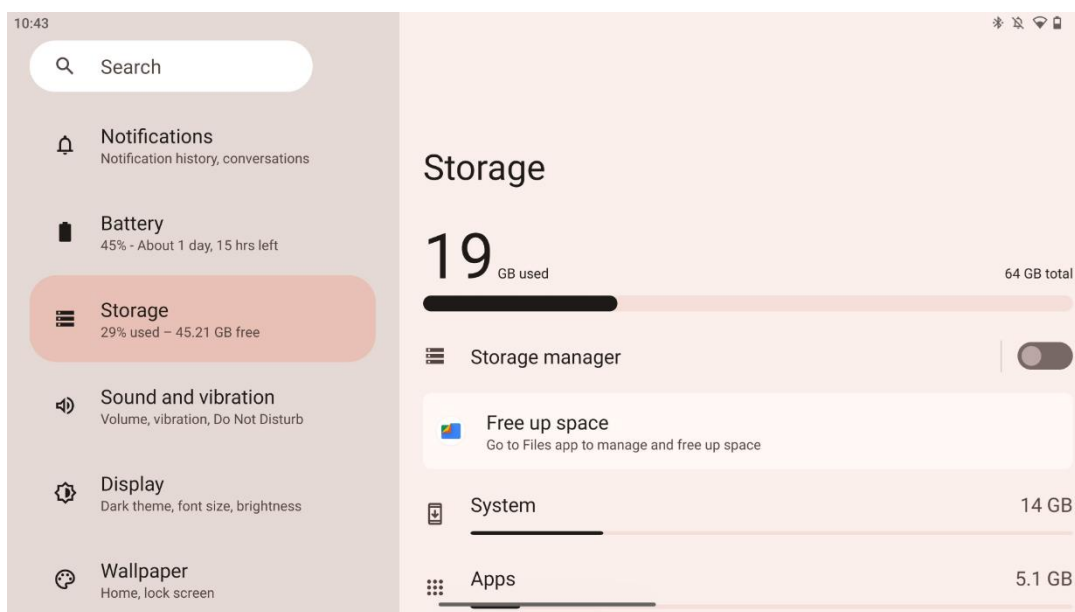 10:43
Search
Notifications
Notification history, conversations
Battery
45% - About 1 day, 15 hrs left
Storage
29% used – 45.21 GB free
Sound and vibration
Volume, vibration, Do Not Disturb
Display
Dark theme, font size, brightness
Wallpaper
Home, lock screen
Storage
19 GB used
64 GB total
Storage manager
Free up space
Go to Files app to manage and free up space
System
14 GB
Apps
5.1 GB